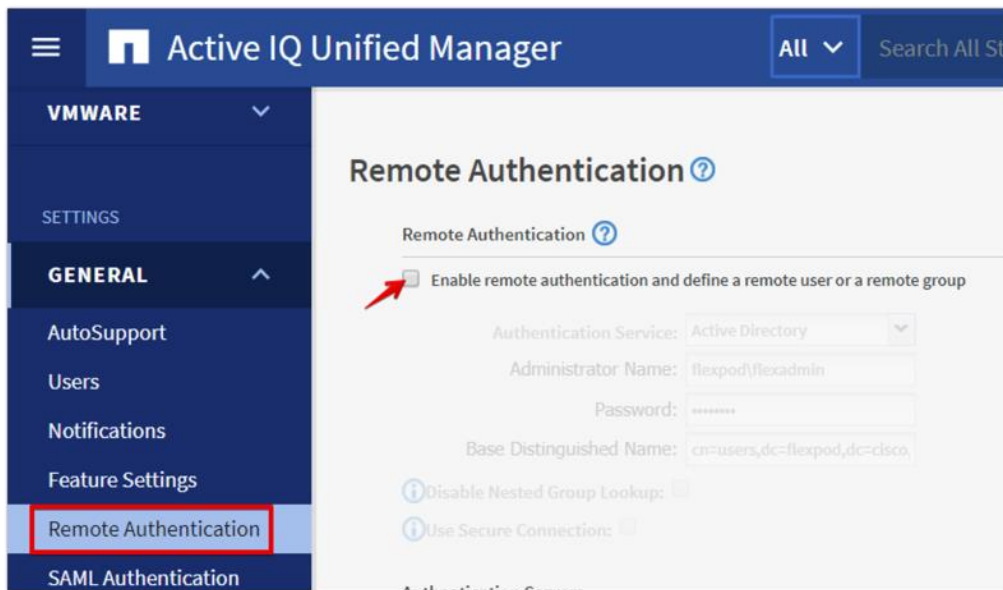 Active IQ Unified Manager
All
Search All St
VMWARE
SETTINGS
GENERAL
AutoSupport
Users
Notifications
Feature Settings
Remote Authentication
SAML Authentication
Remote Authentication ?
Remote Authentication ?
Enable remote authentication and define a remote user or a remote group
Authentication Service: Active Directory
Administrator Name: flexpod\flexadmin
Password: ••••••••
Base Distinguished Name: cn=users,dc=flexpod,dc=cisco,
Disable Nested Group Lookup:
Use Secure Connection:
Authentication Servers